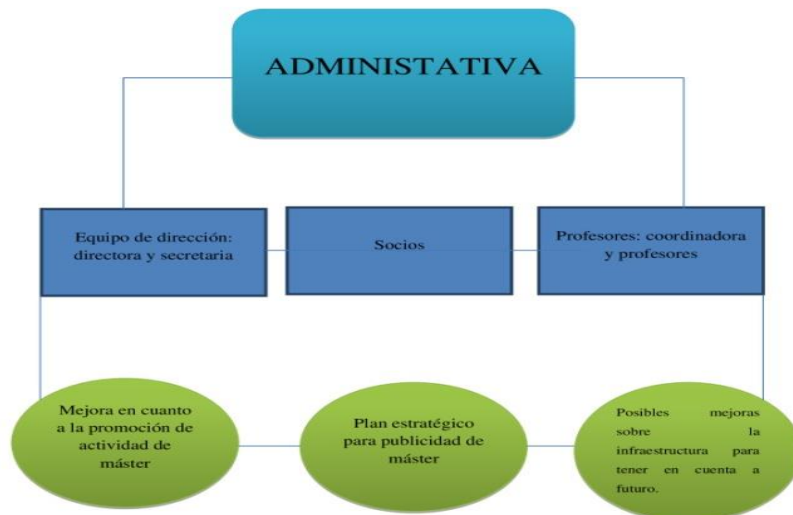 ADMINISTATIVA
Equipo de dirección:
directora y secretaria
Socios
Profesores: coordinadora
y profesores
Mejora en cuanto
a la promoción de
actividad de
máster
Plan estratégico
para publicidad de
máster
Posibles mejoras
sobre la
infraestructura para
tener en cuenta a
futuro.